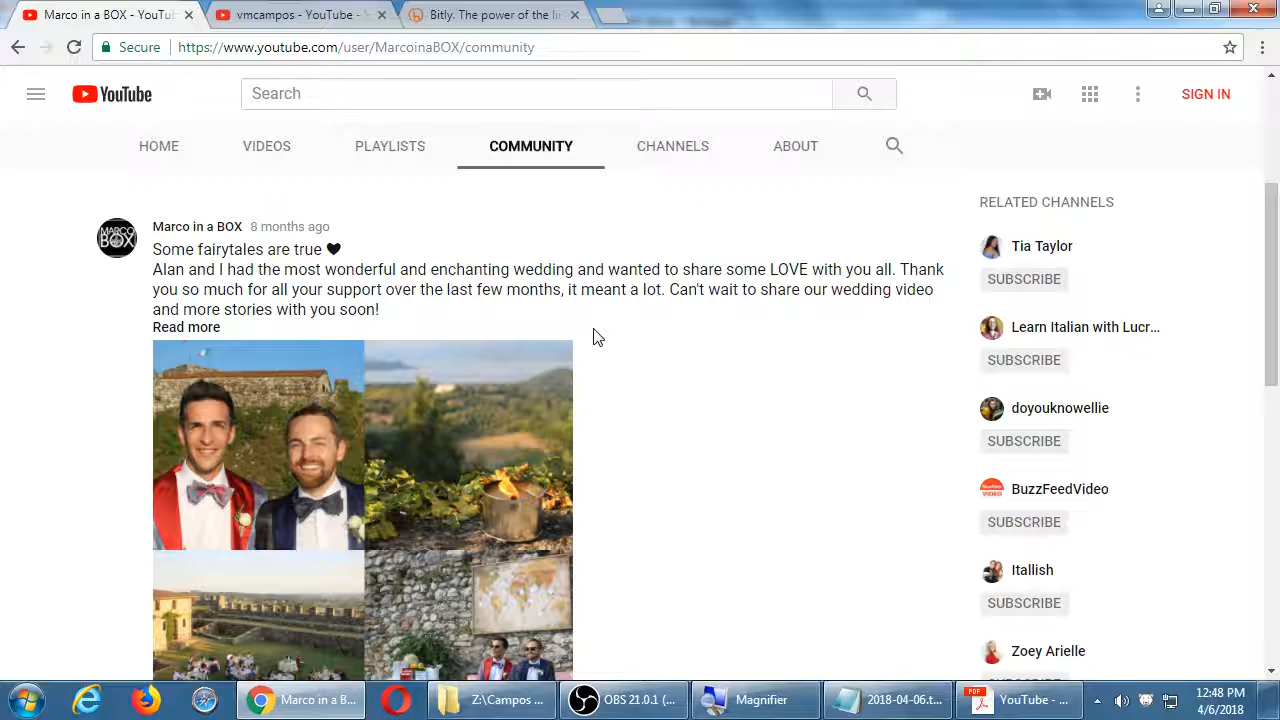 Marco in a BOX - YouTu
vmcampos - YouTube - 
Bitly. The power of the li
Secure
https://www.youtube.com/user/MarcoinaBOX/community
YouTube
Search
SIGN IN
HOME
VIDEOS
PLAYLISTS
COMMUNITY
CHANNELS
ABOUT
MARCO
BOX
Marco in a BOX 8 months ago
Some fairytales are true 🖤
Alan and I had the most wonderful and enchanting wedding and wanted to share some LOVE with you all. Thank
you so much for all your support over the last few months, it meant a lot. Can't wait to share our wedding video
and more stories with you soon!
Read more
RELATED CHANNELS
Tia Taylor
SUBSCRIBE
Learn Italian with Lucr...
SUBSCRIBE
doyouknowellie
SUBSCRIBE
BuzzFeedVideo
SUBSCRIBE
Itallish
SUBSCRIBE
Zoey Arielle
Marco in a B...
Z:\Campos ...
OBS 21.0.1 (...
Magnifier
2018-04-06.t...
PDF
YouTube - ...
12:48 PM
4/6/2018